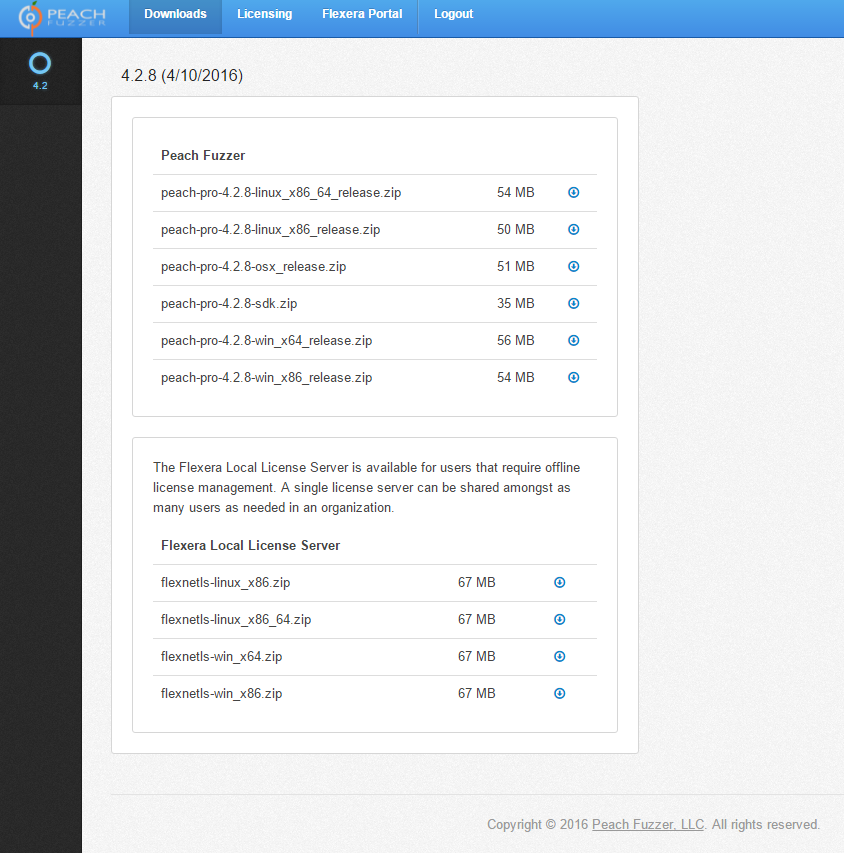 PEACH
FUZZER
Downloads Licensing Flexera Portal Logout
4.2
4.2.8 (4/10/2016)
Peach Fuzzer
peach-pro-4.2.8-linux_x86_64_release.zip 54 MB
peach-pro-4.2.8-linux_x86_release.zip 50 MB
peach-pro-4.2.8-osx_release.zip 51 MB
peach-pro-4.2.8-sdk.zip 35 MB
peach-pro-4.2.8-win_x64_release.zip 56 MB
peach-pro-4.2.8-win_x86_release.zip 54 MB
The Flexera Local License Server is available for users that require offline
license management. A single license server can be shared amongst as
many users as needed in an organization.
Flexera Local License Server
flexnetls-linux_x86.zip 67 MB
flexnetls-linux_x86_64.zip 67 MB
flexnetls-win_x64.zip 67 MB
flexnetls-win_x86.zip 67 MB
Copyright © 2016 Peach Fuzzer, LLC. All rights reserved.